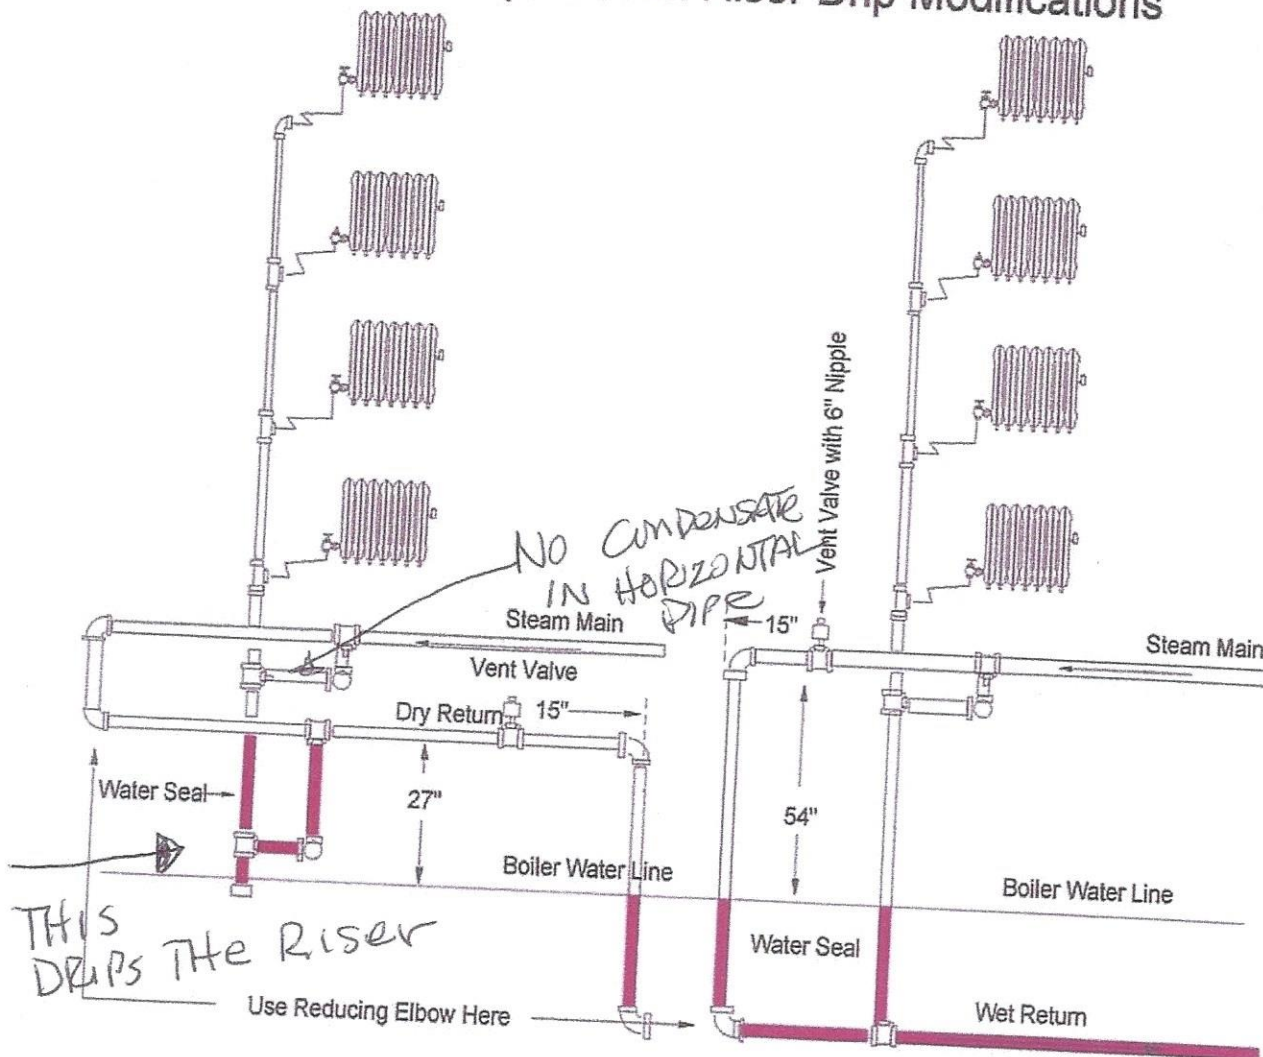 Riser Drip Modifications
Vent Valve with 6" Nipple
NO CONDENSATE
IN HORIZONTAL
PIPE
Steam Main
15"
Steam Main
Vent Valve
Dry Return
15"
Water Seal
27"
54"
Boiler Water Line
Boiler Water Line
THIS
DRIPS THE RISER
Water Seal
Use Reducing Elbow Here
Wet Return